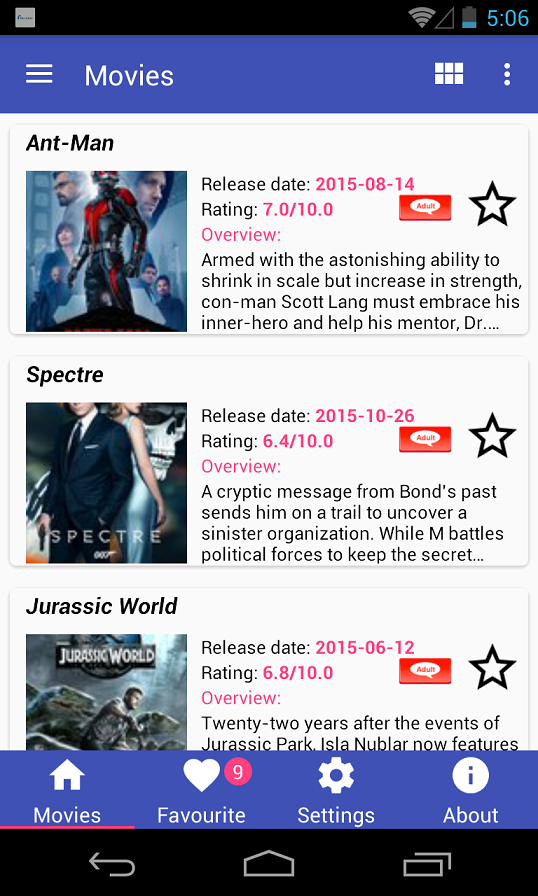 5:06
Movies
Ant-Man
Release date: 2015-08-14
Rating: 7.0/10.0
Adult
Overview:
Armed with the astonishing ability to
shrink in scale but increase in strength,
con-man Scott Lang must embrace his
inner-hero and help his mentor, Dr.…
Spectre
SPECTRE
007
Release date: 2015-10-26
Rating: 6.4/10.0
Adult
Overview:
A cryptic message from Bond's past
sends him on a trail to uncover a
sinister organization. While M battles
political forces to keep the secret…
Jurassic World
JURASSIC WORLD
Release date: 2015-06-12
Rating: 6.8/10.0
Adult
Overview:
Twenty-two years after the events of
Jurassic Park, Isla Nublar now features
9
Movies
Favourite
Settings
About